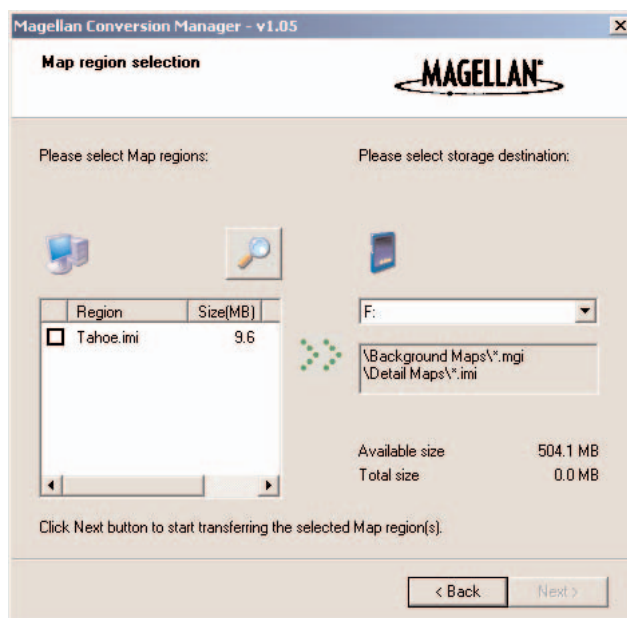 Magellan Conversion Manager - v1.05
Map region selection
MAGELLAN
Please select Map regions:
Please select storage destination:
Region Size(MB)
Tahoe.imi 9.6
F:
\Background Maps\*.mgi
\Detail Maps\*.imi
Available size 504.1 MB
Total size 0.0 MB
Click Next button to start transferring the selected Map region(s).
< Back Next >